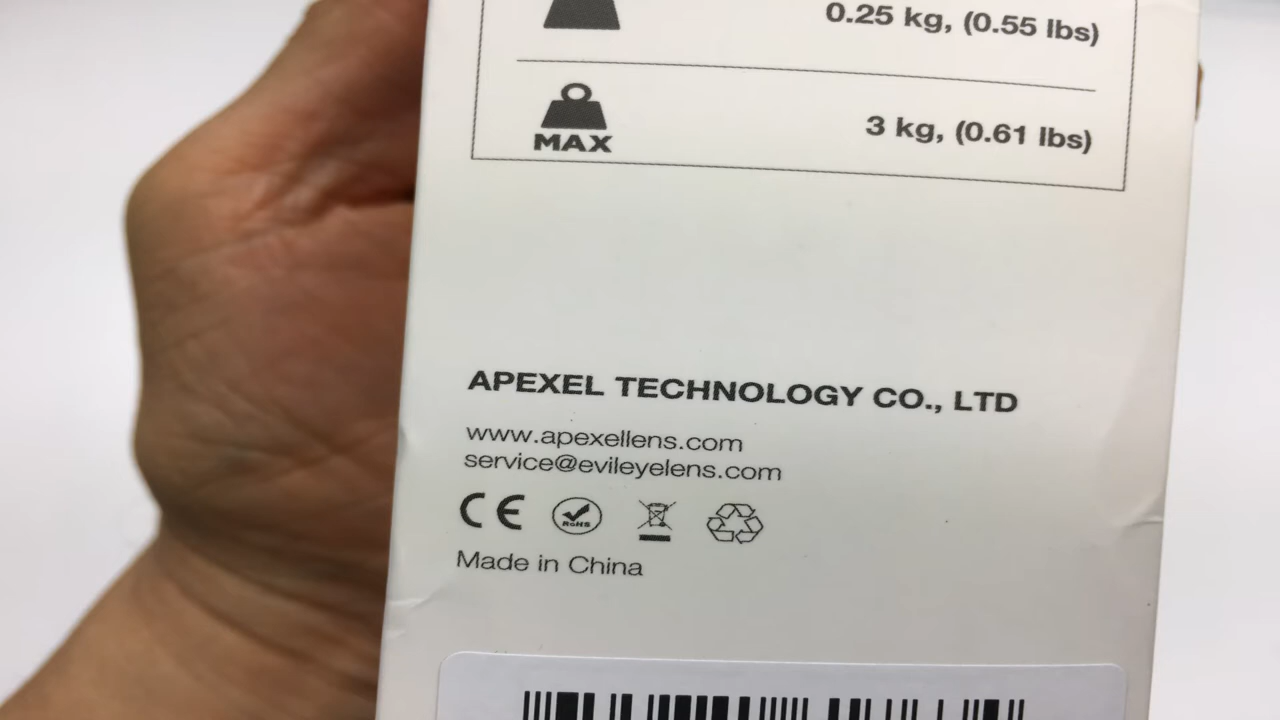 0.25 kg, (0.55 lbs)
MAX
3 kg, (0.61 lbs)
APEXEL TECHNOLOGY CO., LTD
www.apexellens.com
service@evileyelens.com
CE
RoHS
Made in China